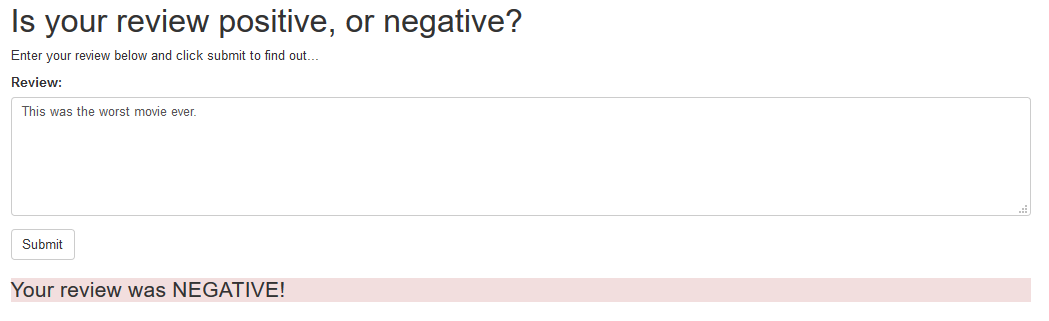 Is your review positive, or negative?
Enter your review below and click submit to find out...
Review:
This was the worst movie ever.
Submit
Your review was NEGATIVE!